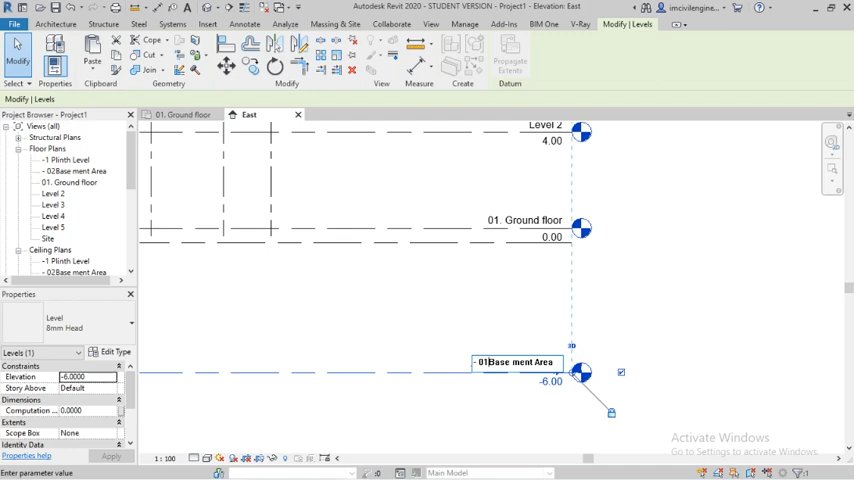 Autodesk Revit 2020 - STUDENT VERSION - Project1 - Elevation: East
imcivilengine...
File Architecture Structure Steel Systems Insert Annotate Analyze Massing & Site Collaborate View Manage Add-Ins BIM One V-Ray Modify | Levels
Modify
Properties
Paste
Cope
Cut
Join
Propagate
Extents
Select Properties Clipboard Geometry Modify View Measure Create Datum
Modify | Levels
Project Browser - Project1
01. Ground floor
East
Views (all)
Structural Plans
Floor Plans
-1 Plinth Level
- 02Base ment Area
01. Ground floor
Level 2
Level 3
Level 4
Level 5
Site
Ceiling Plans
-1 Plinth Level
- 02Base ment Area
Level 2
4.00
01. Ground floor
0.00
3D
- 01Base ment Area
-6.00
Properties
Level
8mm Head
Levels (1)
Edit Type
Constraints
Elevation -6.0000
Story Above Default
Dimensions
Computation ... 0.0000
Extents
Scope Box None
Identity Data
Properties help
Apply
1 : 100
Activate Windows
Go to Settings to activate Windows.
Enter parameter value
:0
Main Model
:1